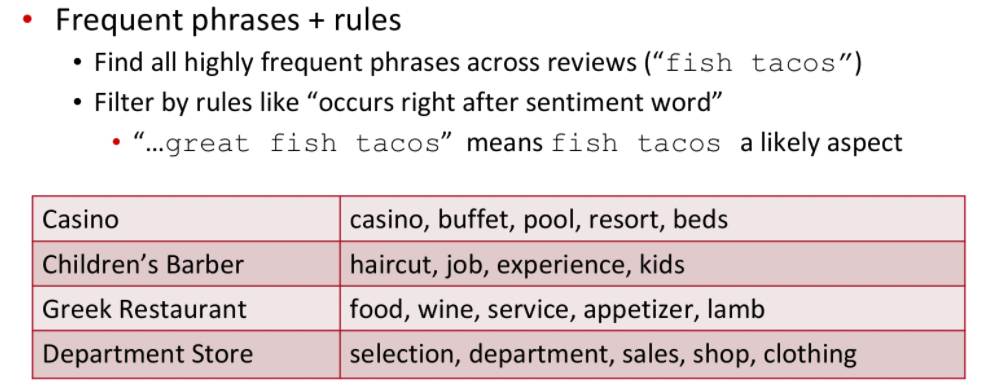 • Frequent phrases + rules
• Find all highly frequent phrases across reviews (“fish tacos”)
• Filter by rules like “occurs right after sentiment word”
• “…great fish tacos” means fish tacos a likely aspect
Casino casino, buffet, pool, resort, beds
Children’s Barber haircut, job, experience, kids
Greek Restaurant food, wine, service, appetizer, lamb
Department Store selection, department, sales, shop, clothing